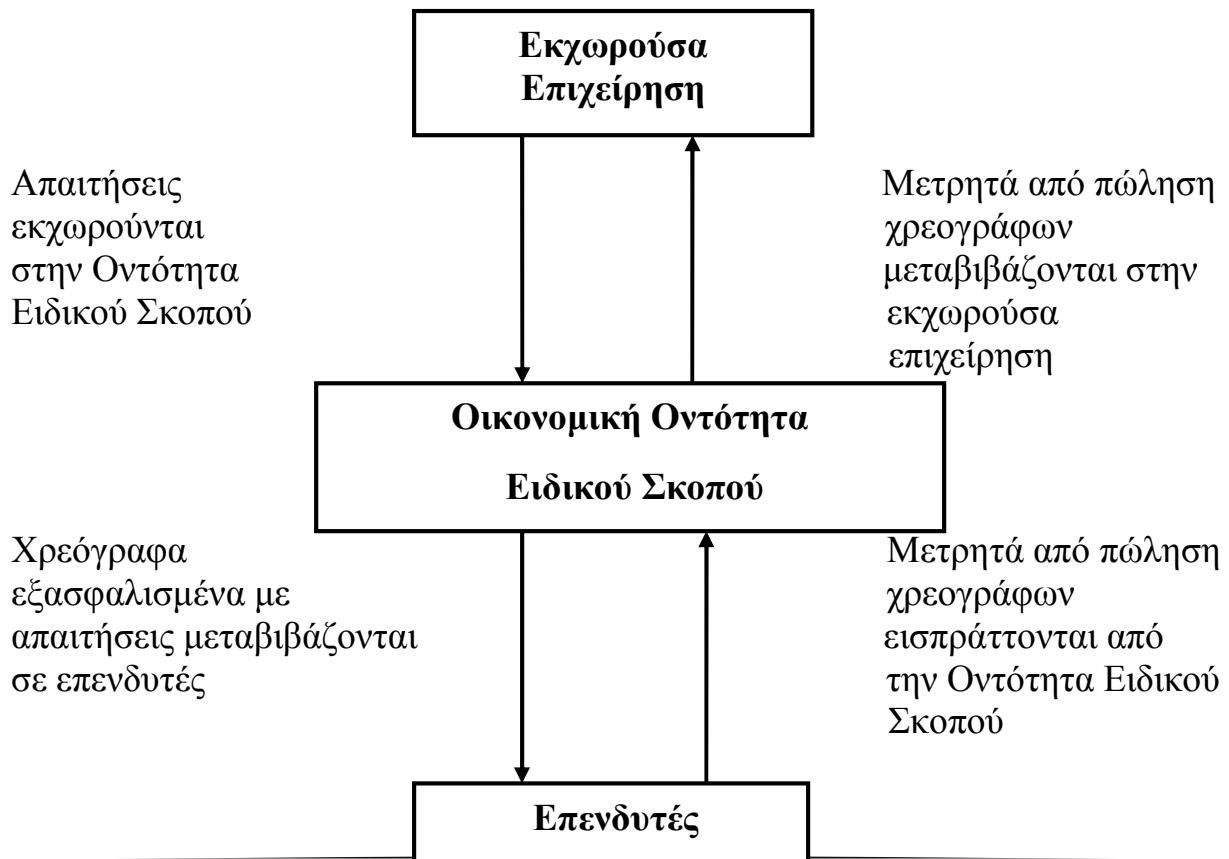 Εκχωρούσα
Επιχείρηση
Απαιτήσεις
εκχωρούνται
στην Οντότητα
Ειδικού Σκοπού
Μετρητά από πώληση
χρεογράφων
μεταβιβάζονται στην
εκχωρούσα
επιχείρηση
Οικονομική Οντότητα
Ειδικού Σκοπού
Χρεόγραφα
εξασφαλισμένα με
απαιτήσεις μεταβιβάζονται
σε επενδυτές
Μετρητά από πώληση
χρεογράφων
εισπράττονται από
την Οντότητα Ειδικού
Σκοπού
Επενδυτές